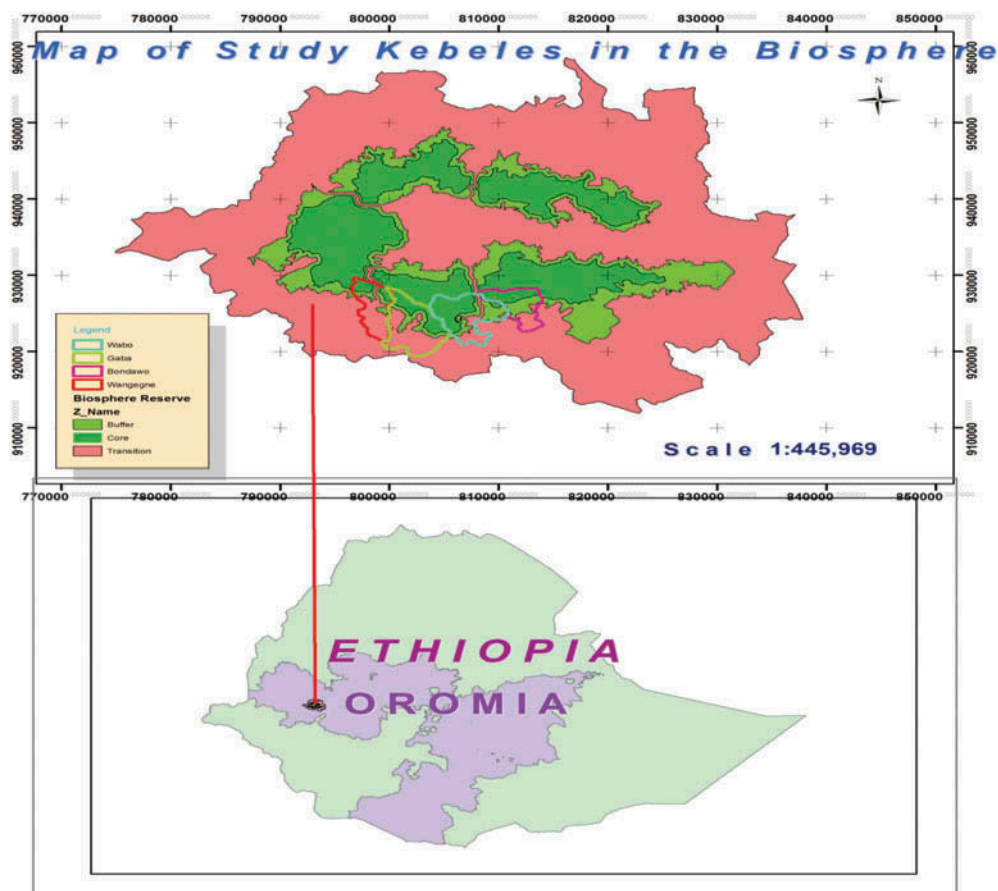 770000 780000 790000 800000 810000 820000 830000 840000 850000
Map of Study Kebeles in the Biosphere
960000 960000
N
950000 950000
940000 940000
930000 930000
920000 920000
910000 910000
Legend
Wabo
Gaba
Bondawo
Wangegne
Biosphere Reserve
Z_Name
Buffer
Core
Transition
Scale 1:445,969
770000 780000 790000 800000 810000 820000 830000 840000 850000
ETHIOPIA
OROMIA